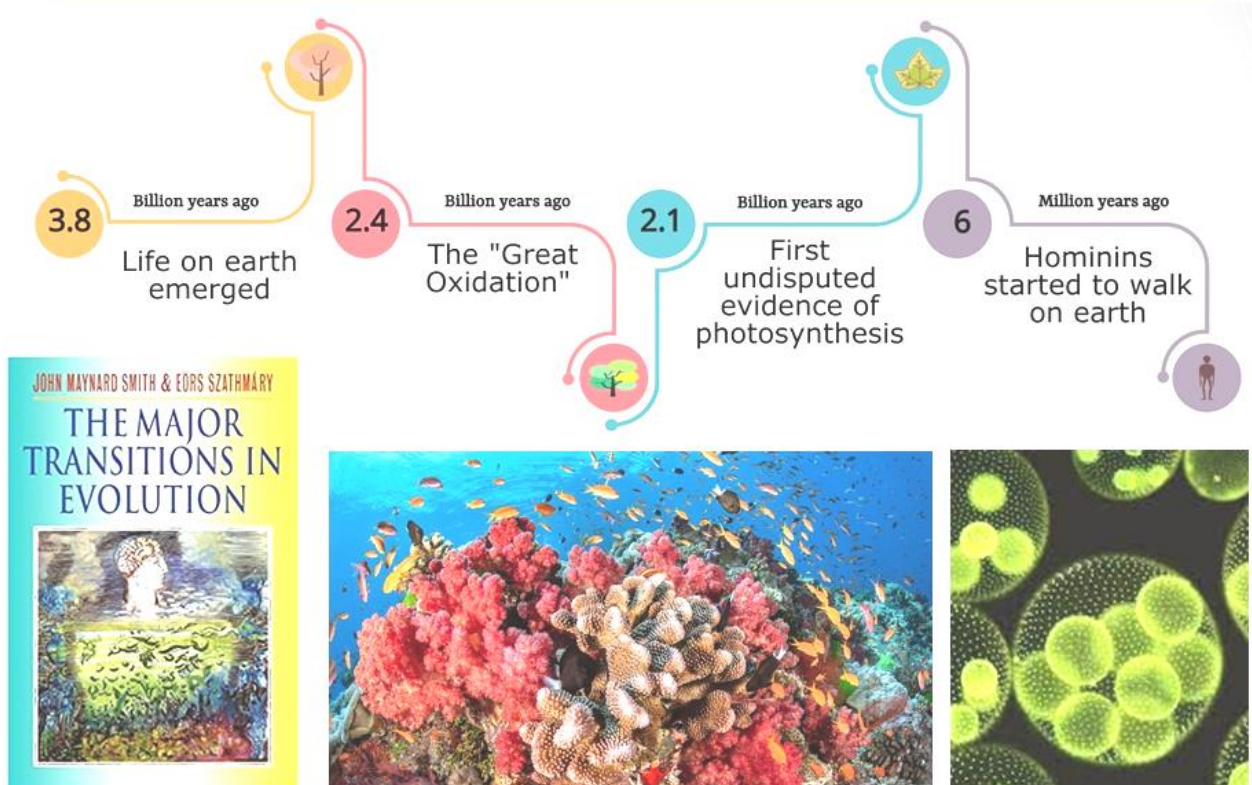 3.8
Billion years ago
Life on earth
emerged
2.4
Billion years ago
The "Great
Oxidation"
2.1
Billion years ago
First
undisputed
evidence of
photosynthesis
6
Million years ago
Hominins
started to walk
on earth
JOHN MAYNARD SMITH & EÖRS SZATHMÁRY
THE MAJOR
TRANSITIONS IN
EVOLUTION